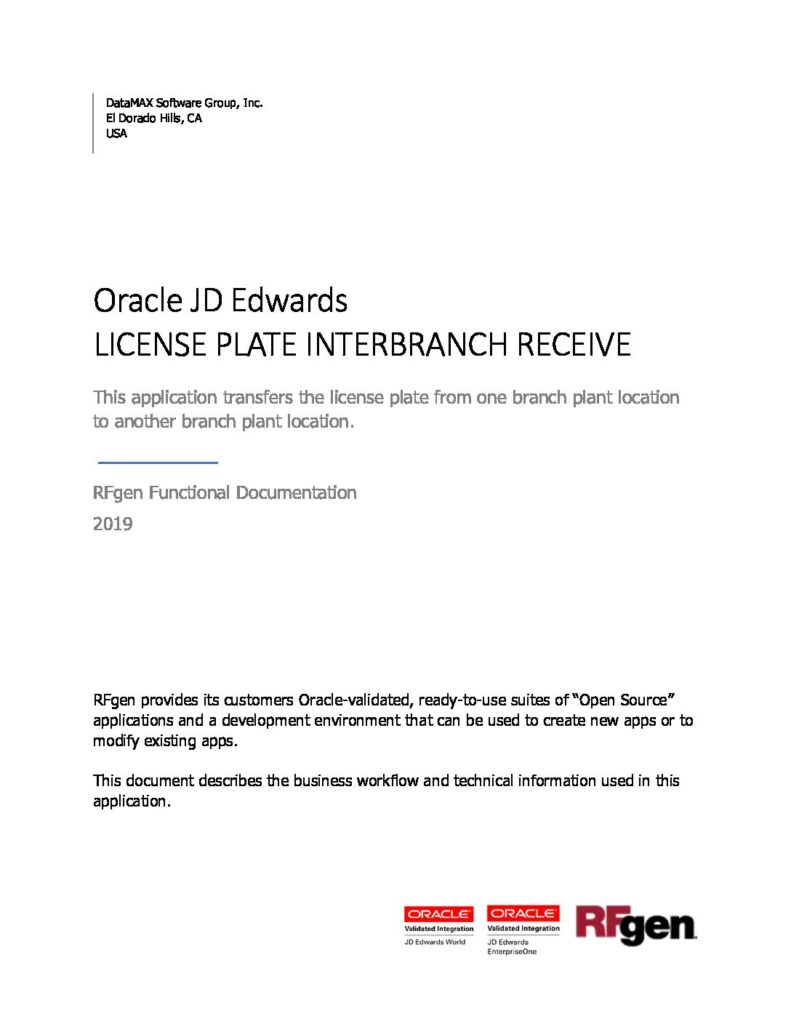 DataMAX Software Group, Inc.
El Dorado Hills, CA
USA
Oracle JD Edwards
LICENSE PLATE INTERBRANCH RECEIVE
This application transfers the license plate from one branch plant location
to another branch plant location.
RFgen Functional Documentation
2019
RFgen provides its customers Oracle-validated, ready-to-use suites of “Open Source”
applications and a development environment that can be used to create new apps or to
modify existing apps.
This document describes the business workflow and technical information used in this
application.
ORACLE
Validated Integration
JD Edwards World
ORACLE
Validated Integration
JD Edwards
EnterpriseOne
RFgen.